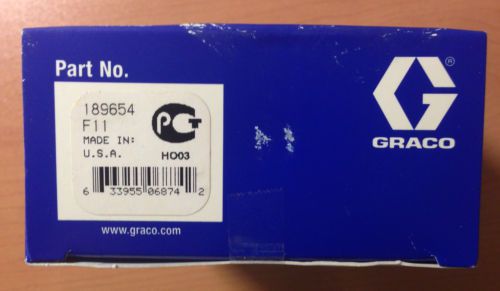 Part No.
189654
F11
MADE IN:
U.S.A.
PCT
HO03
6 33955 06874 2
www.graco.com
G ®
GRACO